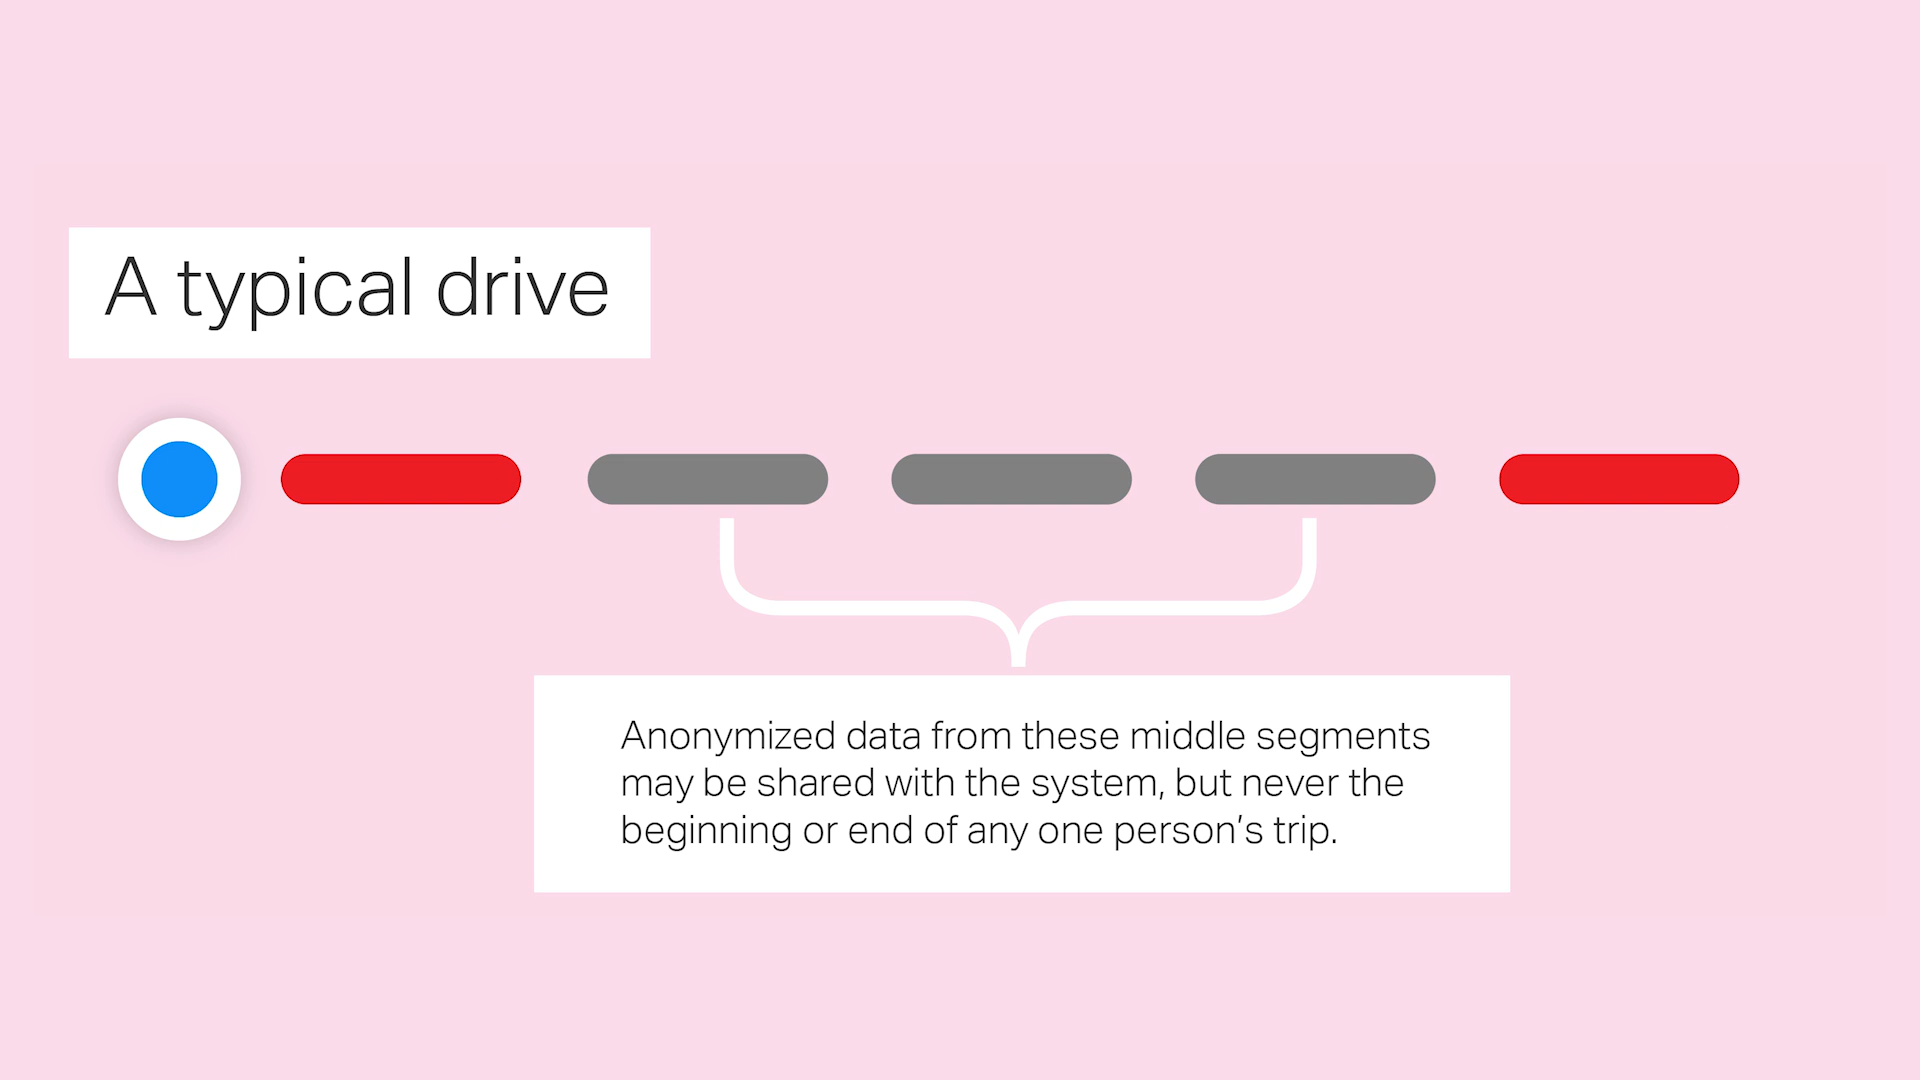 A typical drive
Anonymized data from these middle segments
may be shared with the system, but never the
beginning or end of any one person’s trip.